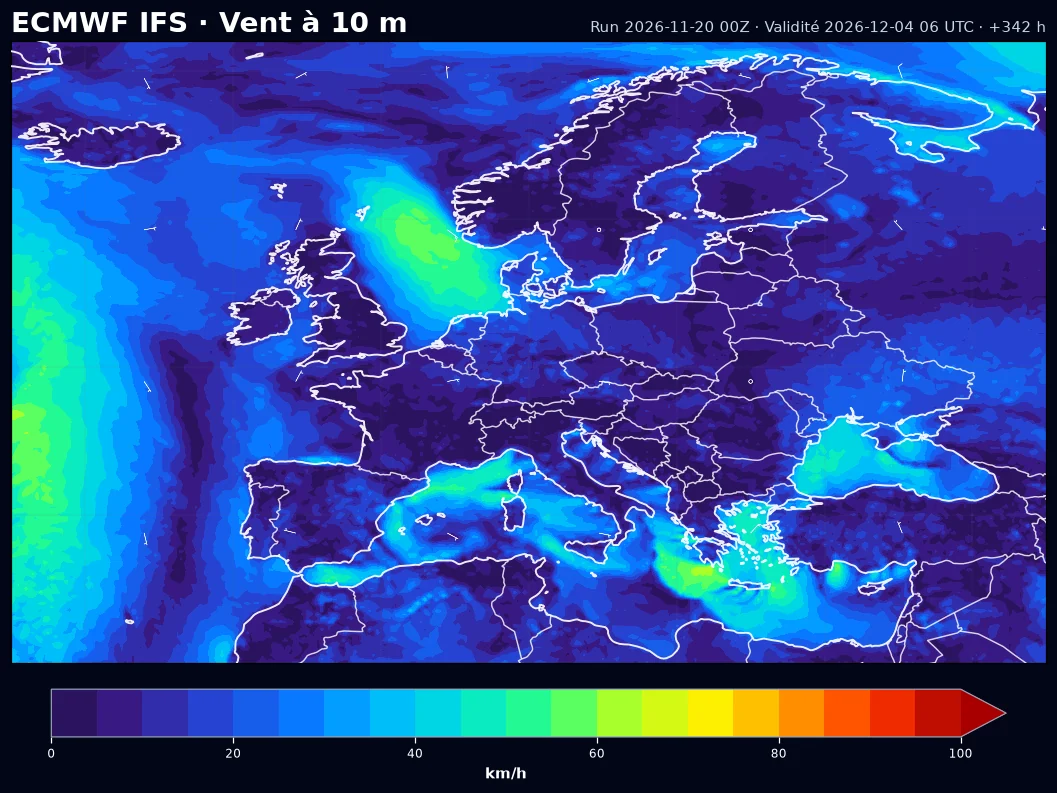 ECMWF IFS · Vent à 10 m
Run 2026-11-20 00Z · Validité 2026-12-04 06 UTC · +342 h
0 20 40 60 80 100
km/h